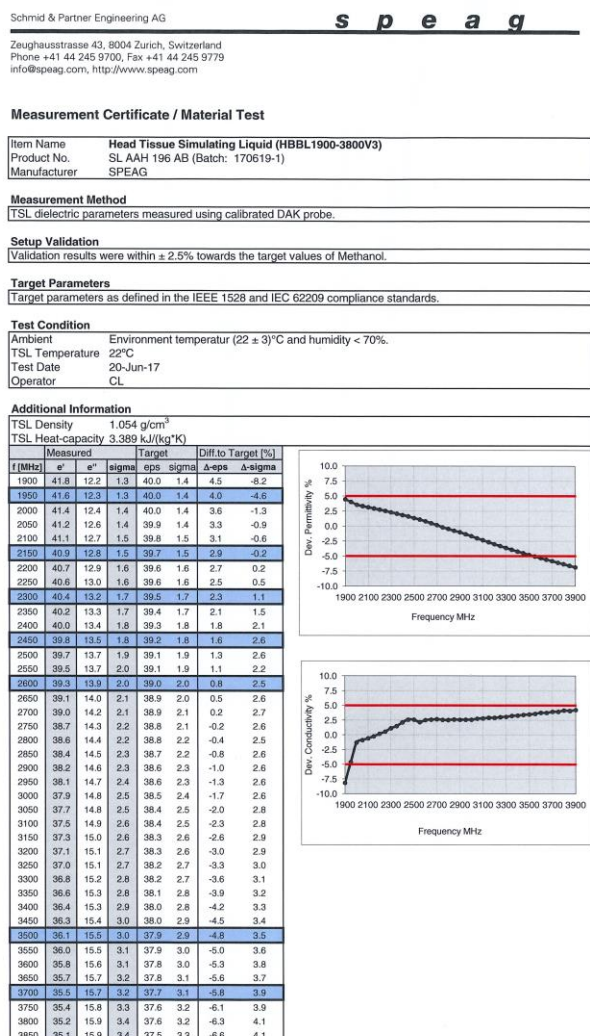 Schmid & Partner Engineering AG
s p e a g
Zeughausstrasse 43, 8004 Zurich, Switzerland
Phone +41 44 245 9700, Fax +41 44 245 9779
info@speag.com, http://www.speag.com
Measurement Certificate / Material Test
Item Name Head Tissue Simulating Liquid (HBBL1900-3800V3)
Product No. SL AAH 196 AB (Batch: 170619-1)
Manufacturer SPEAG
Measurement Method
TSL dielectric parameters measured using calibrated DAK probe.
Setup Validation
Validation results were within ± 2.5% towards the target values of Methanol.
Target Parameters
Target parameters as defined in the IEEE 1528 and IEC 62209 compliance standards.
Test Condition
Ambient Environment temperatur (22 ± 3)°C and humidity < 70%.
TSL Temperature 22°C
Test Date 20-Jun-17
Operator CL
Additional Information
TSL Density 1.054 g/cm³
TSL Heat-capacity 3.389 kJ/(kg*K)
Measured Target Diff.to Target [%]
f [MHz] e' e'' sigma eps sigma Δ-eps Δ-sigma
1900 41.8 12.2 1.3 40.0 1.4 4.5 -8.2
1950 41.6 12.3 1.3 40.0 1.4 4.0 -4.6
2000 41.4 12.4 1.4 40.0 1.4 3.6 -1.3
2050 41.2 12.6 1.4 39.9 1.4 3.3 -0.9
2100 41.1 12.7 1.5 39.8 1.5 3.1 -0.6
2150 40.9 12.8 1.5 39.7 1.5 2.9 -0.2
2200 40.7 12.9 1.6 39.6 1.6 2.7 0.2
2250 40.6 13.0 1.6 39.6 1.6 2.5 0.5
2300 40.4 13.2 1.7 39.5 1.7 2.3 1.1
2350 40.2 13.3 1.7 39.4 1.7 2.1 1.5
2400 40.0 13.4 1.8 39.3 1.8 1.8 2.1
2450 39.8 13.5 1.8 39.2 1.8 1.6 2.6
2500 39.7 13.7 1.9 39.1 1.9 1.3 2.6
2550 39.5 13.7 2.0 39.1 1.9 1.1 2.2
2600 39.3 13.9 2.0 39.0 2.0 0.8 2.5
2650 39.1 14.0 2.1 38.9 2.0 0.5 2.6
2700 39.0 14.2 2.1 38.9 2.1 0.2 2.7
2750 38.7 14.3 2.2 38.8 2.1 -0.2 2.6
2800 38.6 14.4 2.2 38.8 2.2 -0.4 2.5
2850 38.4 14.5 2.3 38.7 2.2 -0.8 2.6
2900 38.2 14.6 2.3 38.6 2.3 -1.0 2.6
2950 38.1 14.7 2.4 38.6 2.3 -1.3 2.6
3000 37.9 14.8 2.5 38.5 2.4 -1.7 2.6
3050 37.7 14.8 2.5 38.4 2.5 -2.0 2.8
3100 37.5 14.9 2.6 38.4 2.5 -2.3 2.8
3150 37.3 15.0 2.6 38.3 2.6 -2.6 2.9
3200 37.1 15.1 2.7 38.3 2.6 -3.0 2.9
3250 37.0 15.1 2.7 38.2 2.7 -3.3 3.0
3300 36.8 15.2 2.8 38.2 2.7 -3.6 3.1
3350 36.6 15.3 2.8 38.1 2.8 -3.9 3.2
3400 36.4 15.3 2.9 38.0 2.8 -4.2 3.3
3450 36.3 15.4 3.0 38.0 2.9 -4.5 3.4
3500 36.1 15.5 3.0 37.9 2.9 -4.8 3.5
3550 36.0 15.5 3.1 37.9 3.0 -5.0 3.6
3600 35.8 15.6 3.1 37.8 3.0 -5.3 3.8
3650 35.7 15.7 3.2 37.8 3.1 -5.6 3.7
3700 35.5 15.7 3.2 37.7 3.1 -5.8 3.9
3750 35.4 15.8 3.3 37.6 3.2 -6.1 3.9
3800 35.2 15.9 3.4 37.6 3.2 -6.3 4.1
3850 35.1 15.9 3.4 37.5 3.3 -6.6 4.1
Dev. Permittivity %
10.0
7.5
5.0
2.5
0.0
-2.5
-5.0
-7.5
-10.0
1900 2100 2300 2500 2700 2900 3100 3300 3500 3700 3900
Frequency MHz
Dev. Conductivity %
10.0
7.5
5.0
2.5
0.0
-2.5
-5.0
-7.5
-10.0
1900 2100 2300 2500 2700 2900 3100 3300 3500 3700 3900
Frequency MHz